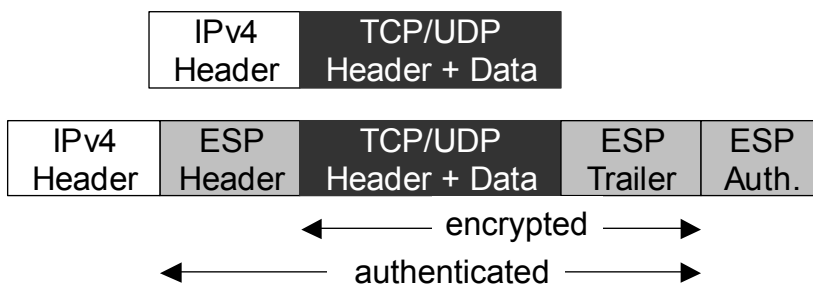 IPv4 TCP/UDP
Header Header + Data
IPv4 ESP TCP/UDP ESP ESP
Header Header Header + Data Trailer Auth.
encrypted
authenticated